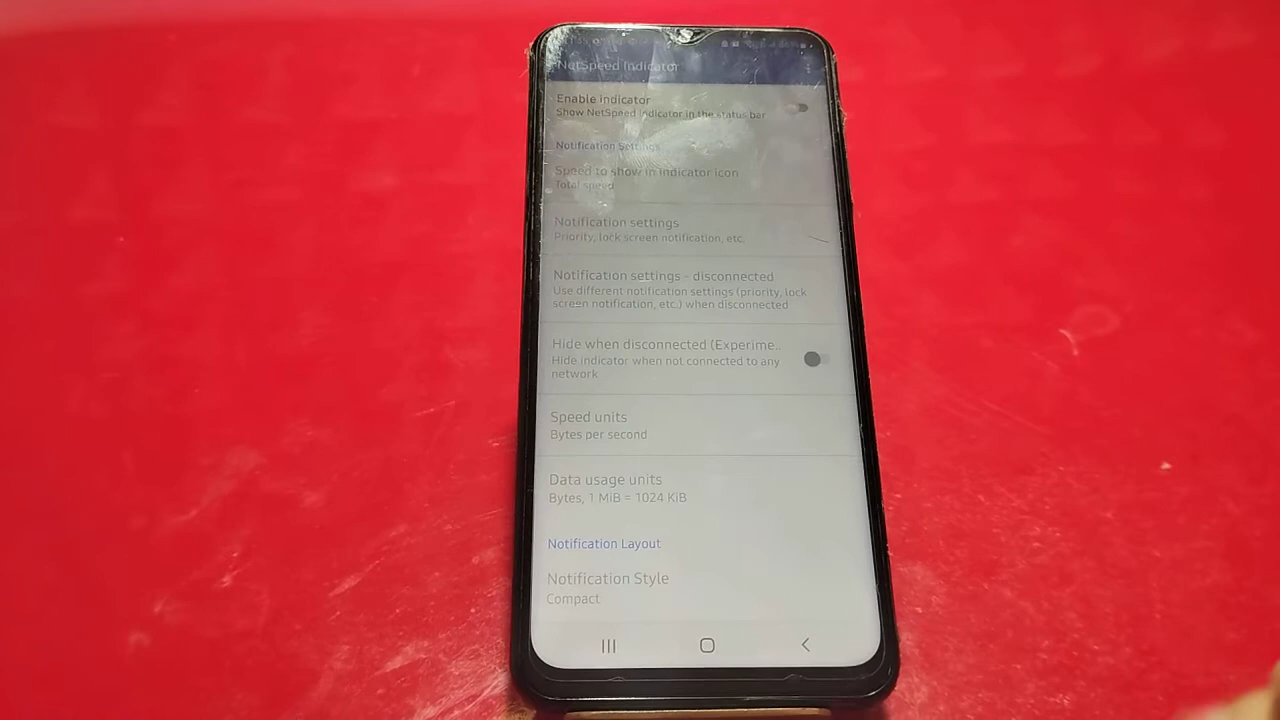 NetSpeed Indicator
Enable indicator
Show NetSpeed Indicator in the status bar
Notification Settings
Speed to show in indicator icon
Total speed
Notification settings
Priority, lock screen notification, etc.
Notification settings - disconnected
Use different notification settings (priority, lock
screen notification, etc.) when disconnected
Hide when disconnected (Experime..
Hide indicator when not connected to any
network
Speed units
Bytes per second
Data usage units
Bytes, 1 MiB = 1024 KiB
Notification Layout
Notification Style
Compact